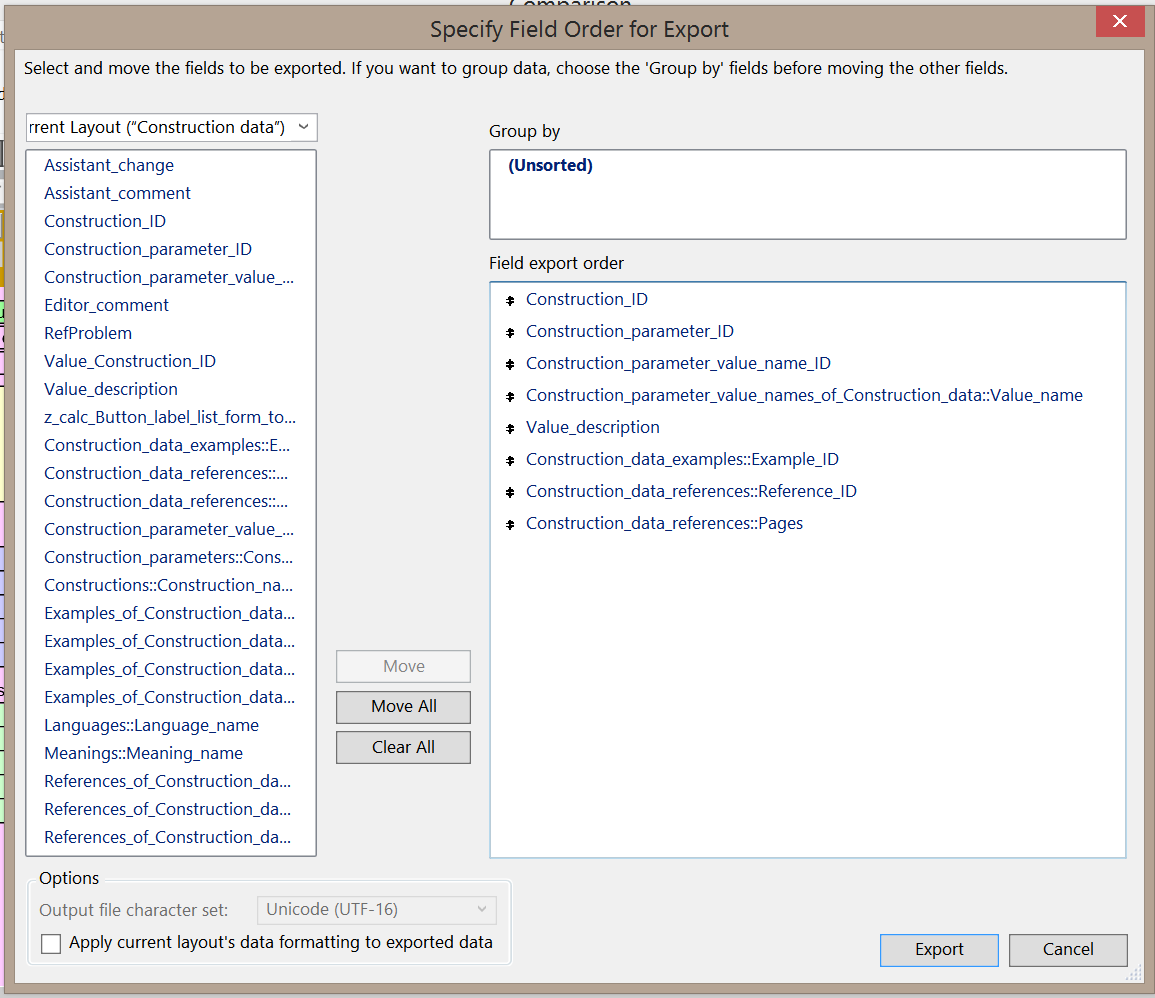 Comparison
Specify Field Order for Export
Select and move the fields to be exported. If you want to group data, choose the 'Group by' fields before moving the other fields.
rrent Layout ("Construction data")
Assistant_change
Assistant_comment
Construction_ID
Construction_parameter_ID
Construction_parameter_value_...
Editor_comment
RefProblem
Value_Construction_ID
Value_description
z_calc_Button_label_list_form_to...
Construction_data_examples::E...
Construction_data_references::...
Construction_data_references::...
Construction_parameter_value_...
Construction_parameters::Cons...
Constructions::Construction_na...
Examples_of_Construction_data...
Examples_of_Construction_data...
Examples_of_Construction_data...
Examples_of_Construction_data...
Languages::Language_name
Meanings::Meaning_name
References_of_Construction_da...
References_of_Construction_da...
References_of_Construction_da...
Move
Move All
Clear All
Group by
(Unsorted)
Field export order
Construction_ID
Construction_parameter_ID
Construction_parameter_value_name_ID
Construction_parameter_value_names_of_Construction_data::Value_name
Value_description
Construction_data_examples::Example_ID
Construction_data_references::Reference_ID
Construction_data_references::Pages
Options
Output file character set: Unicode (UTF-16)
Apply current layout's data formatting to exported data
Export Cancel